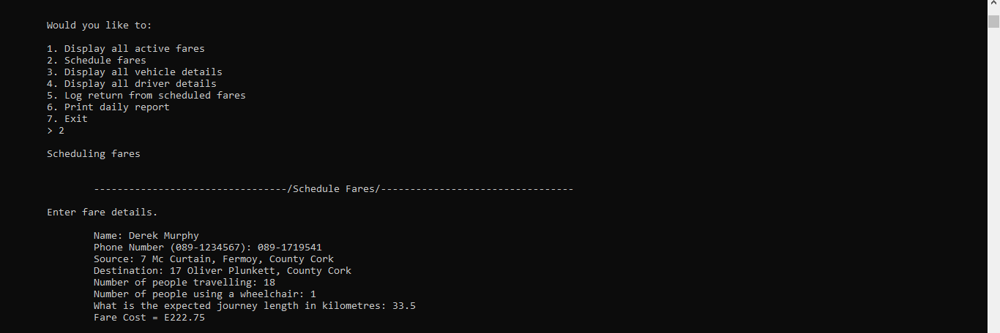 Would you like to:
1. Display all active fares
2. Schedule fares
3. Display all vehicle details
4. Display all driver details
5. Log return from scheduled fares
6. Print daily report
7. Exit
> 2
Scheduling fares
---------------------------------/Schedule Fares/---------------------------------
Enter fare details.
Name: Derek Murphy
Phone Number (089-1234567): 089-1719541
Source: 7 Mc Curtain, Fermoy, County Cork
Destination: 17 Oliver Plunkett, County Cork
Number of people travelling: 18
Number of people using a wheelchair: 1
What is the expected journey length in kilometres: 33.5
Fare Cost = E222.75